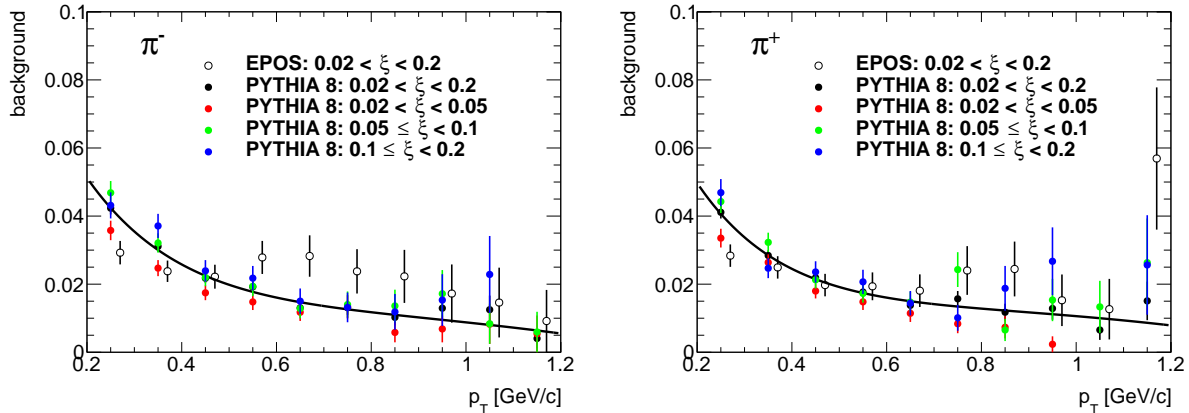 background
0.1
0.08
0.06
0.04
0.02
0
π-
EPOS: 0.02 < ξ < 0.2
PYTHIA 8: 0.02 < ξ < 0.2
PYTHIA 8: 0.02 < ξ < 0.05
PYTHIA 8: 0.05 ≤ ξ < 0.1
PYTHIA 8: 0.1 ≤ ξ < 0.2
0.2 0.4 0.6 0.8 1 1.2
p_T [GeV/c]
background
0.1
0.08
0.06
0.04
0.02
0
π+
EPOS: 0.02 < ξ < 0.2
PYTHIA 8: 0.02 < ξ < 0.2
PYTHIA 8: 0.02 < ξ < 0.05
PYTHIA 8: 0.05 ≤ ξ < 0.1
PYTHIA 8: 0.1 ≤ ξ < 0.2
0.2 0.4 0.6 0.8 1 1.2
p_T [GeV/c]